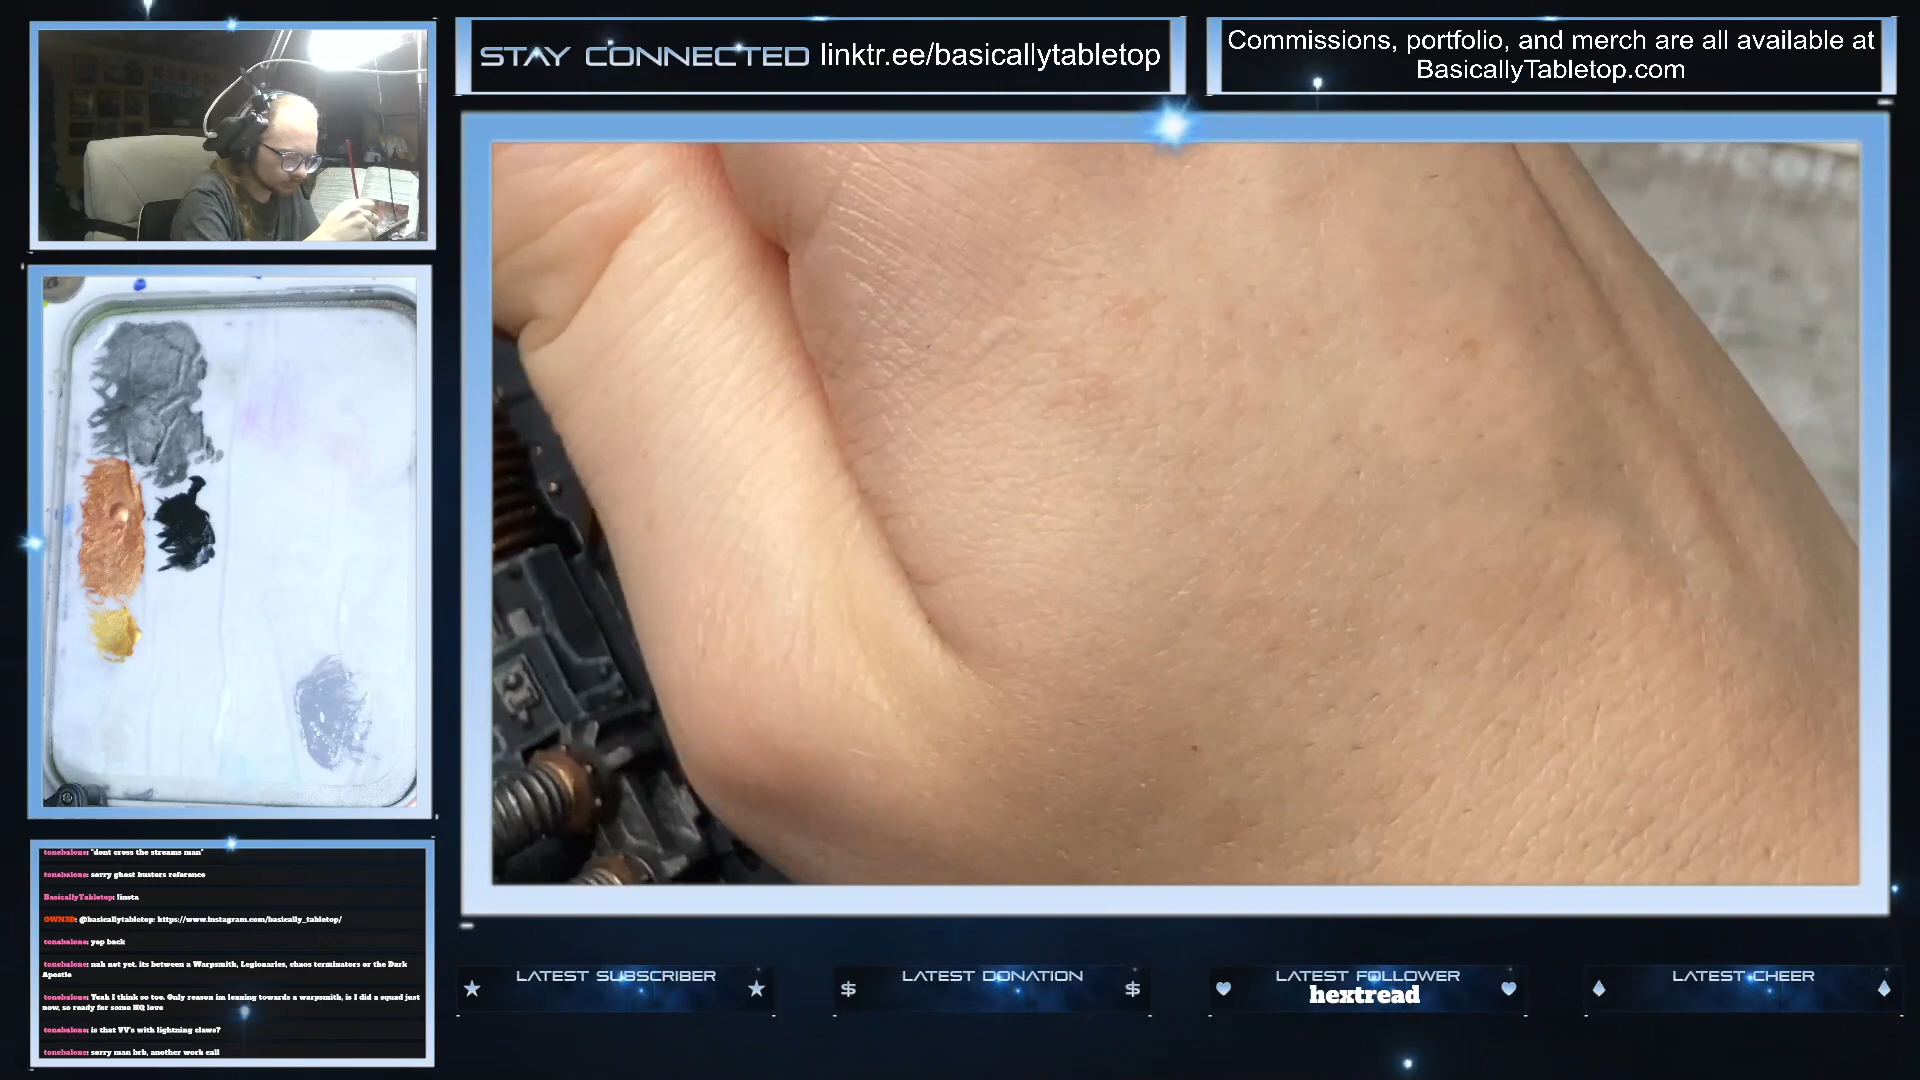 STAY CONNECTED linktr.ee/basicallytabletop
Commissions, portfolio, and merch are all available at
BasicallyTabletop.com
tonebalone: "dont cross the streams man"
tonebalone: sorry ghost busters reference
BasicallyTabletop: !insta
OWN3D: @basicallytabletop: https://www.instagram.com/basically_tabletop/
tonebalone: yep back
tonebalone: nah not yet. its between a Warpsmith, Legionaries, chaos terminators or the Dark
Apostle
tonebalone: Yeah I think so too. Only reason im leaning towards a warpsmith, is I did a squad just
now, so ready for some HQ love
tonebalone: is that VV's with lightning claws?
tonebalone: sorry man brb, another work call
LATEST SUBSCRIBER
LATEST DONATION
$ $
LATEST FOLLOWER
hextread
LATEST CHEER